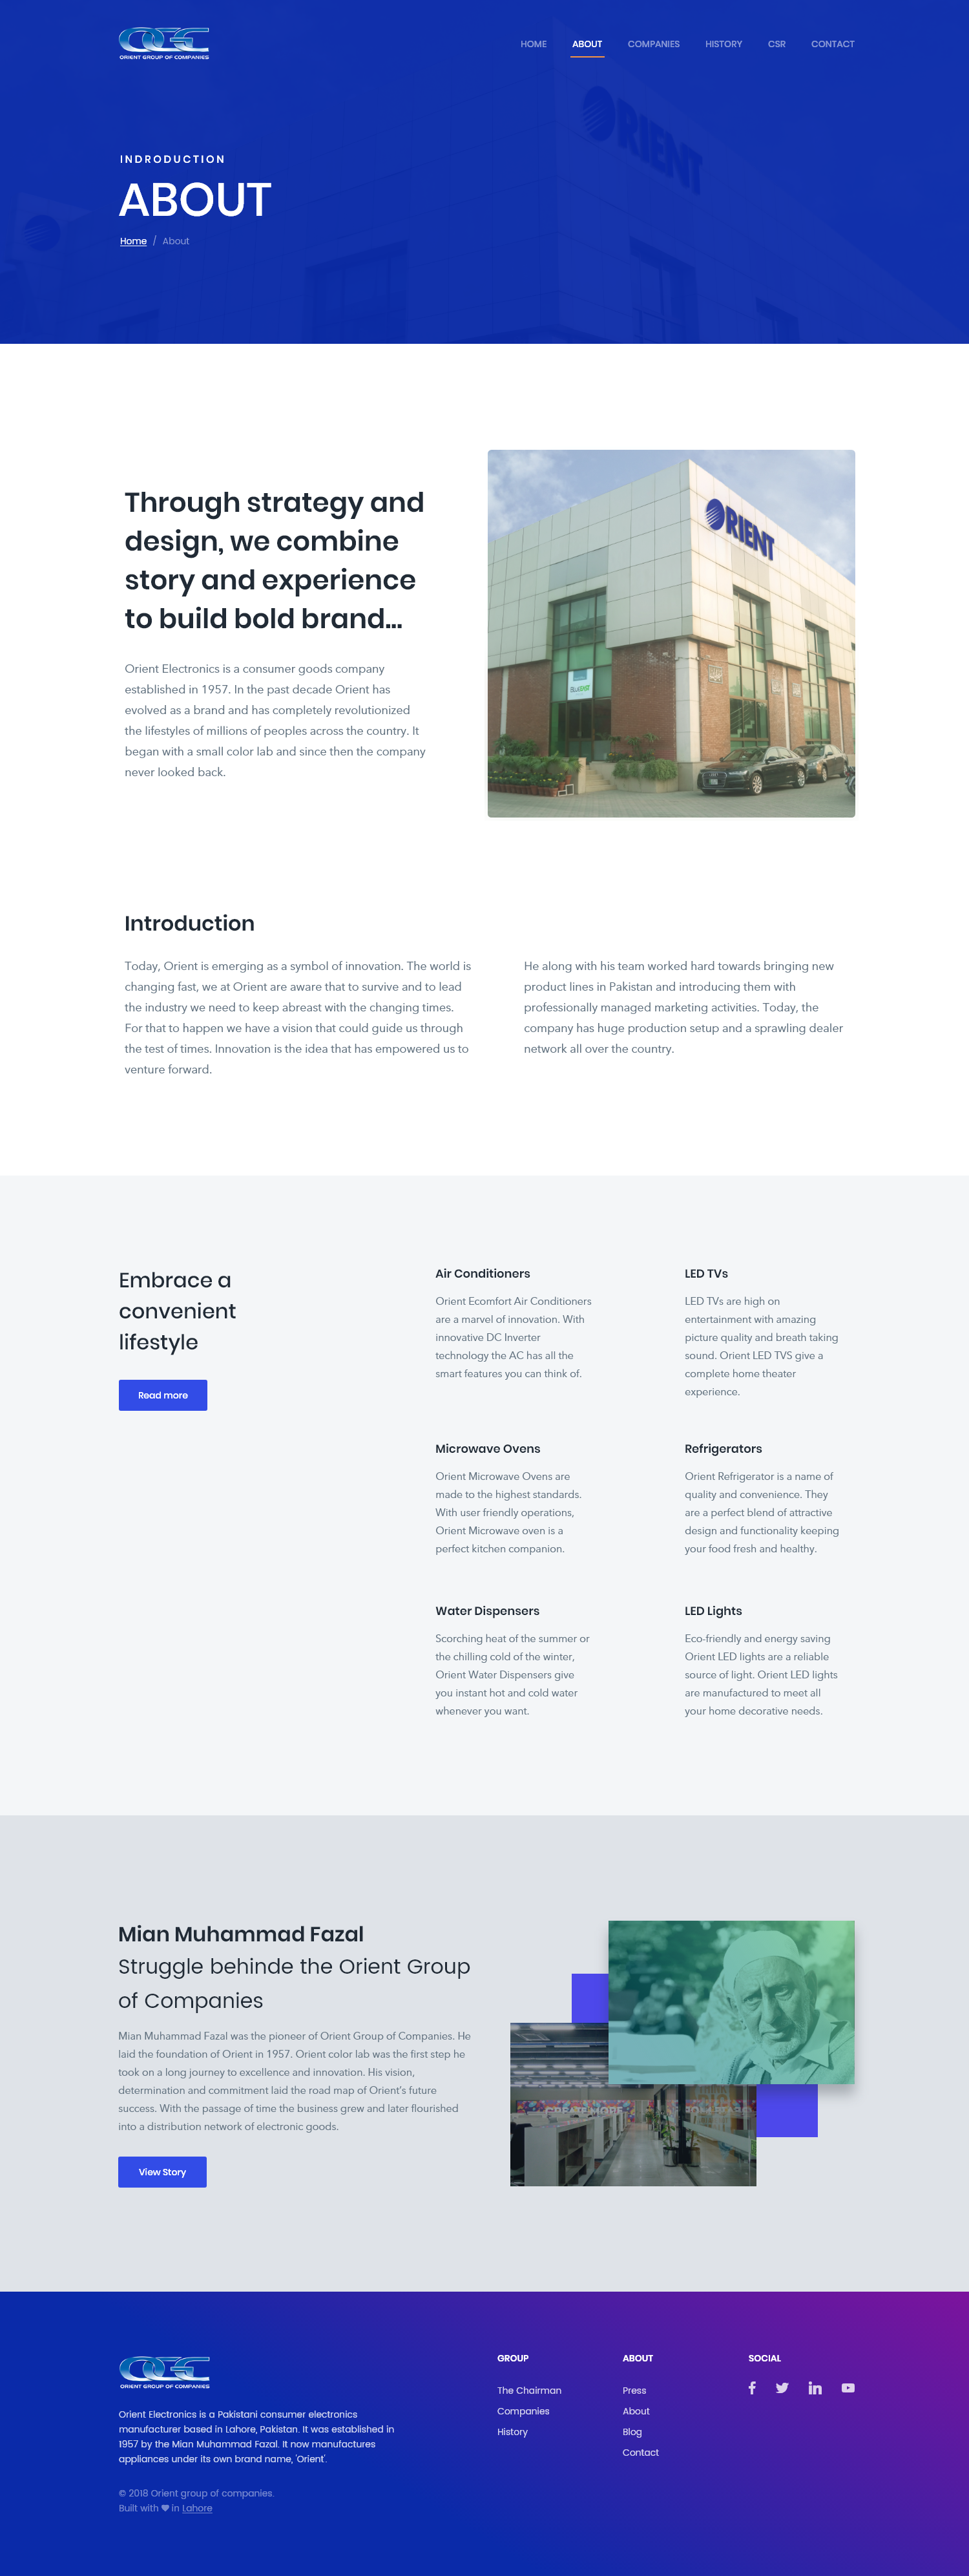 OGC
ORIENT GROUP OF COMPANIES
HOME ABOUT COMPANIES HISTORY CSR CONTACT
INDRODUCTION
ABOUT
Home / About
ORIENT
Through strategy and
design, we combine
story and experience
to build bold brand...
Orient Electronics is a consumer goods company
established in 1957. In the past decade Orient has
evolved as a brand and has completely revolutionized
the lifestyles of millions of peoples across the country. It
began with a small color lab and since then the company
never looked back.
ORIENT
Introduction
Today, Orient is emerging as a symbol of innovation. The world is
changing fast, we at Orient are aware that to survive and to lead
the industry we need to keep abreast with the changing times.
For that to happen we have a vision that could guide us through
the test of times. Innovation is the idea that has empowered us to
venture forward.
He along with his team worked hard towards bringing new
product lines in Pakistan and introducing them with
professionally managed marketing activities. Today, the
company has huge production setup and a sprawling dealer
network all over the country.
Embrace a
convenient
lifestyle
Read more
Air Conditioners
Orient Ecomfort Air Conditioners
are a marvel of innovation. With
innovative DC Inverter
technology the AC has all the
smart features you can think of.
LED TVs
LED TVs are high on
entertainment with amazing
picture quality and breath taking
sound. Orient LED TVS give a
complete home theater
experience.
Microwave Ovens
Orient Microwave Ovens are
made to the highest standards.
With user friendly operations,
Orient Microwave oven is a
perfect kitchen companion.
Refrigerators
Orient Refrigerator is a name of
quality and convenience. They
are a perfect blend of attractive
design and functionality keeping
your food fresh and healthy.
Water Dispensers
Scorching heat of the summer or
the chilling cold of the winter,
Orient Water Dispensers give
you instant hot and cold water
whenever you want.
LED Lights
Eco-friendly and energy saving
Orient LED lights are a reliable
source of light. Orient LED lights
are manufactured to meet all
your home decorative needs.
Mian Muhammad Fazal
Struggle behinde the Orient Group
of Companies
Mian Muhammad Fazal was the pioneer of Orient Group of Companies. He
laid the foundation of Orient in 1957. Orient color lab was the first step he
took on a long journey to excellence and innovation. His vision,
determination and commitment laid the road map of Orient's future
success. With the passage of time the business grew and later flourished
into a distribution network of electronic goods.
View Story
CREATE MORE
OGC
ORIENT GROUP OF COMPANIES
Orient Electronics is a Pakistani consumer electronics
manufacturer based in Lahore, Pakistan. It was established in
1957 by the Mian Muhammad Fazal. It now manufactures
appliances under its own brand name, 'Orient'.
© 2018 Orient group of companies.
Built with ♥ in Lahore
GROUP
The Chairman
Companies
History
ABOUT
Press
About
Blog
Contact
SOCIAL